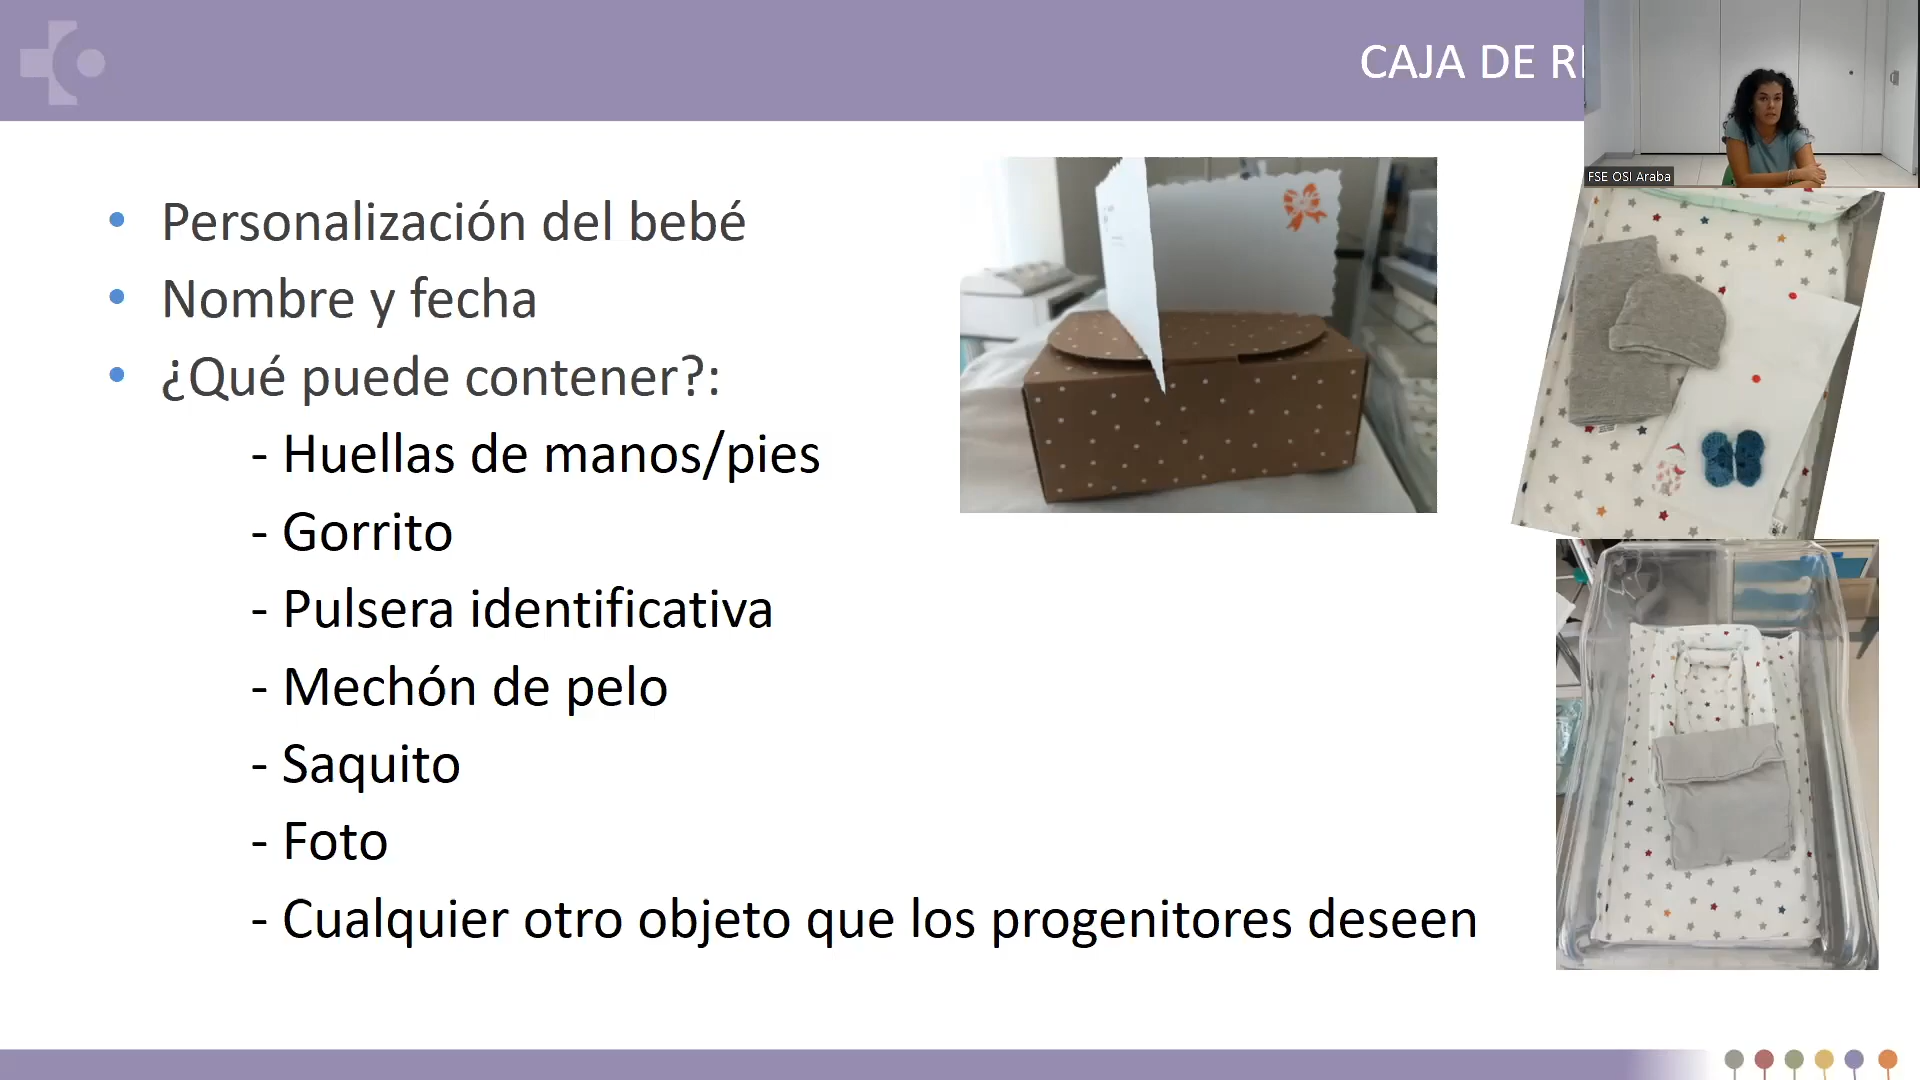 CAJA DE
FSE OSI Araba
• Personalización del bebé
• Nombre y fecha
• ¿Qué puede contener?:
- Huellas de manos/pies
- Gorrito
- Pulsera identificativa
- Mechón de pelo
- Saquito
- Foto
- Cualquier otro objeto que los progenitores deseen